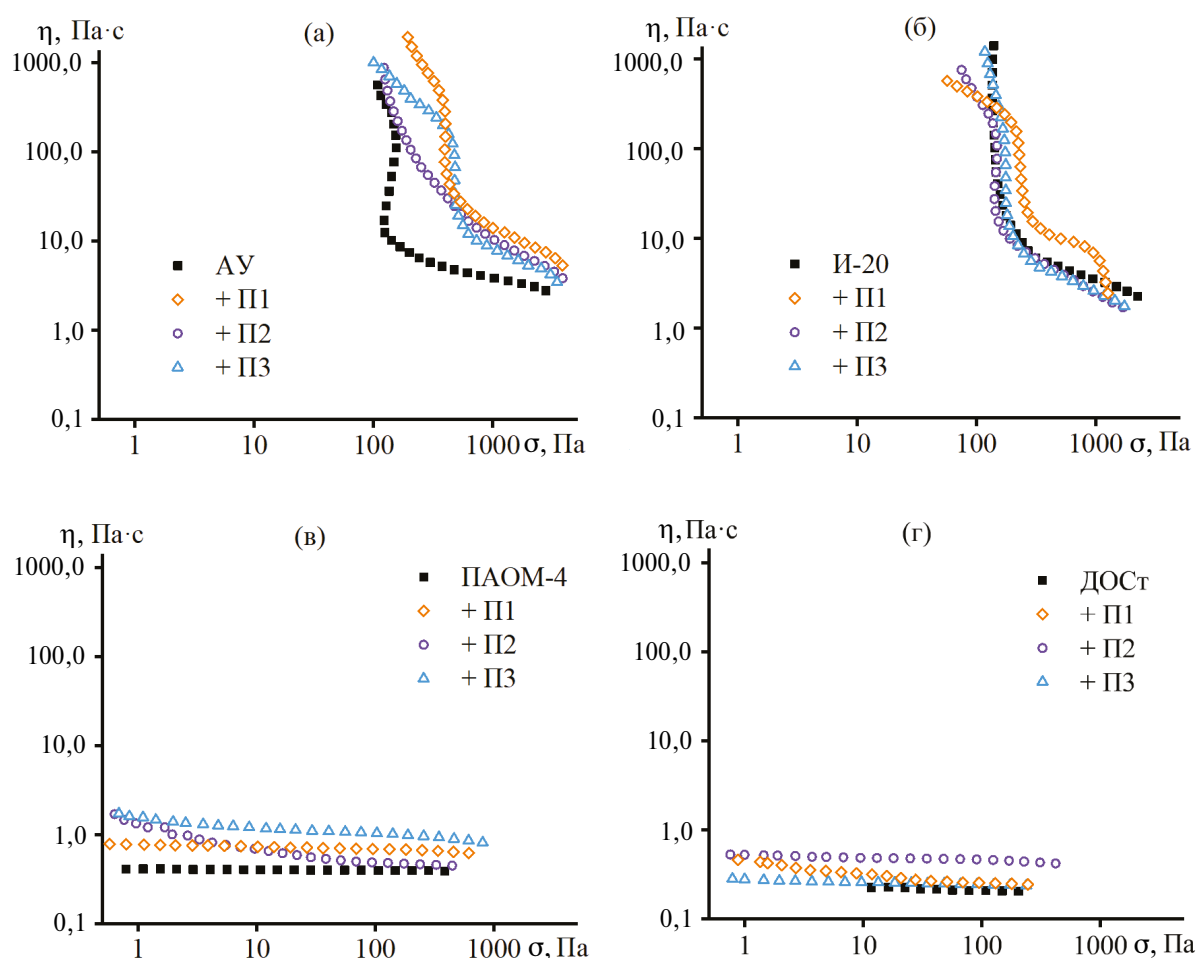 η, Па·с
(а)
1000,0
100,0
10,0
1,0
0,1
АУ
+ П1
+ П2
+ П3
1
10
100
1000
σ, Па
η, Па·с
(б)
1000,0
100,0
10,0
1,0
0,1
И-20
+ П1
+ П2
+ П3
1
10
100
1000
σ, Па
η, Па·с
(в)
1000,0
100,0
10,0
1,0
0,1
ПАОМ-4
+ П1
+ П2
+ П3
1
10
100
1000
σ, Па
η, Па·с
(г)
1000,0
100,0
10,0
1,0
0,1
ДОСт
+ П1
+ П2
+ П3
1
10
100
1000
σ, Па